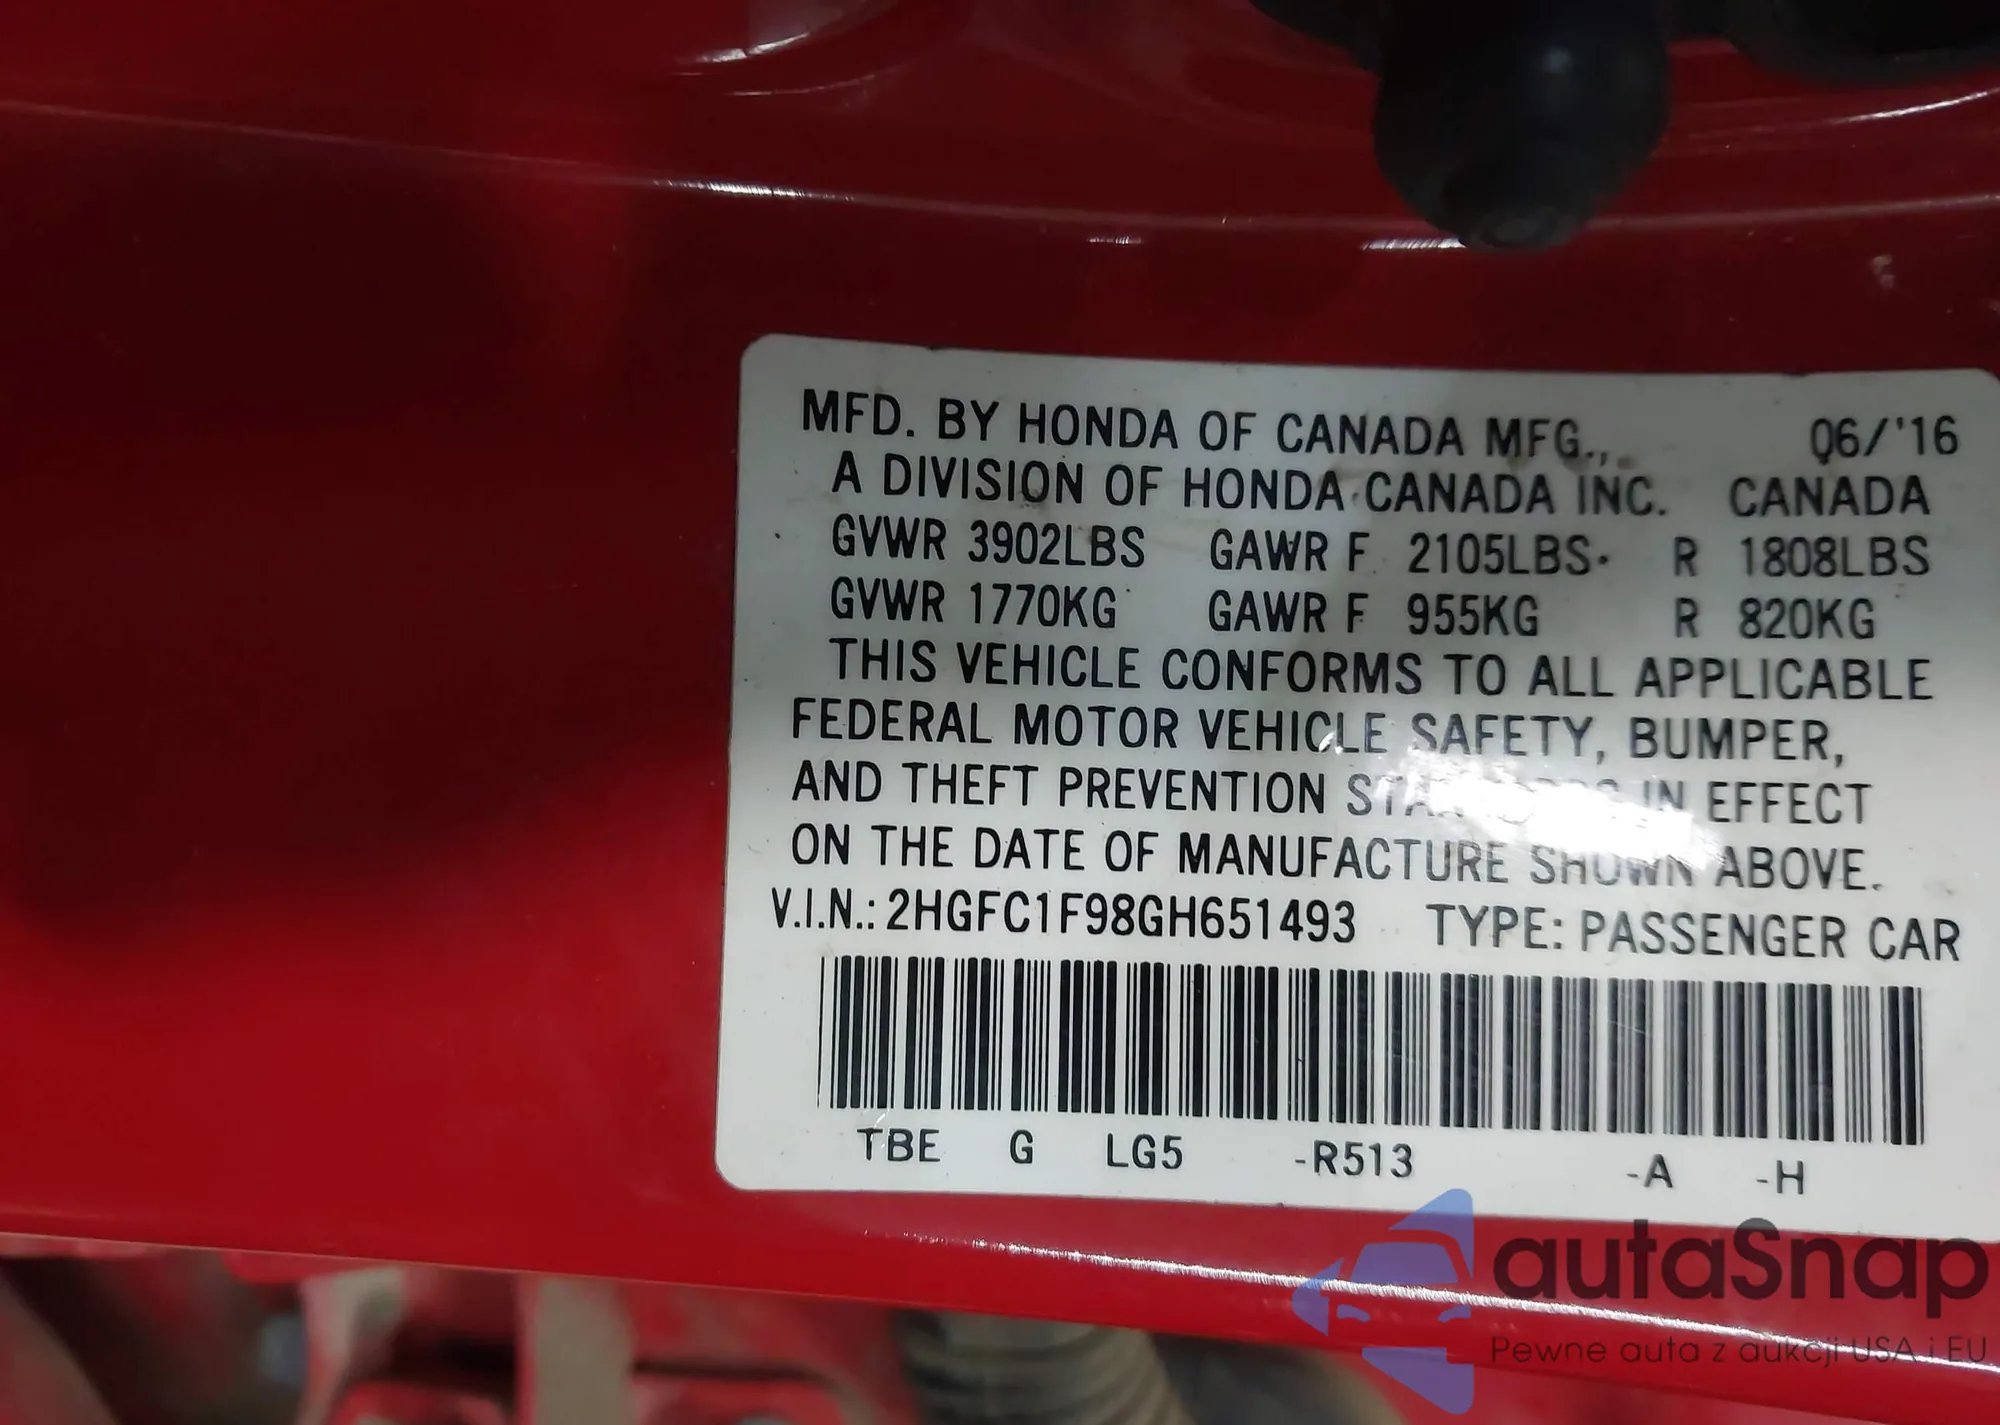 MFD. BY HONDA OF CANADA MFG., 06/'16
A DIVISION OF HONDA CANADA INC. CANADA
GVWR 3902LBS GAWR F 2105LBS R 1808LBS
GVWR 1770KG GAWR F 955KG R 820KG
THIS VEHICLE CONFORMS TO ALL APPLICABLE
FEDERAL MOTOR VEHICLE SAFETY, BUMPER,
AND THEFT PREVENTION STANDARDS IN EFFECT
ON THE DATE OF MANUFACTURE SHOWN ABOVE.
V.I.N.: 2HGFC1F98GH651493 TYPE: PASSENGER CAR
TBE G LG5 -R513 -A -H
autaSnap
Pewne auta z aukcji USA i EU